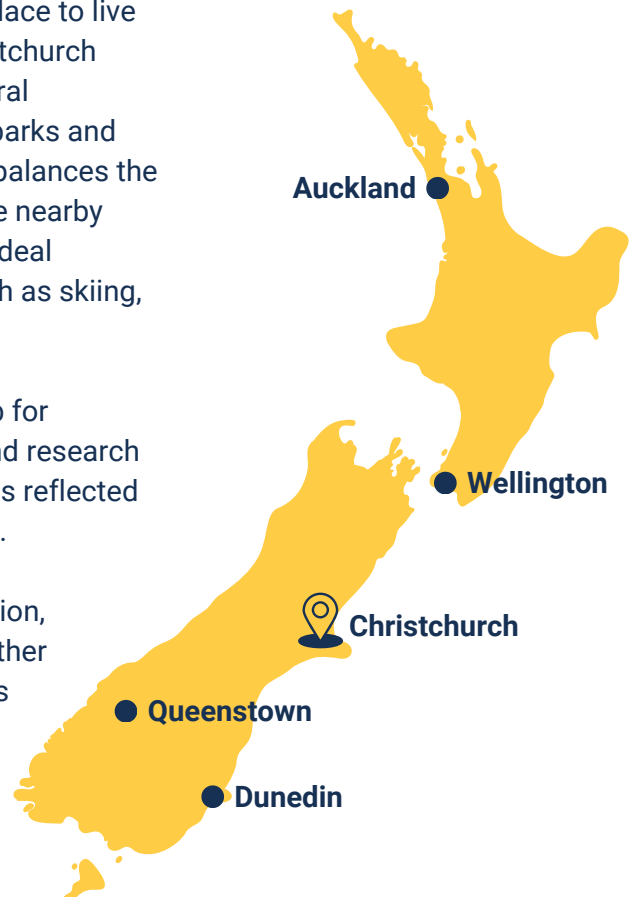 lace to live
tchurch
ral
parks and
balances the
e nearby
deal
h as skiing,
o for
nd research
s reflected
.
ion,
ther
s
Auckland
Wellington
Christchurch
Queenstown
Dunedin